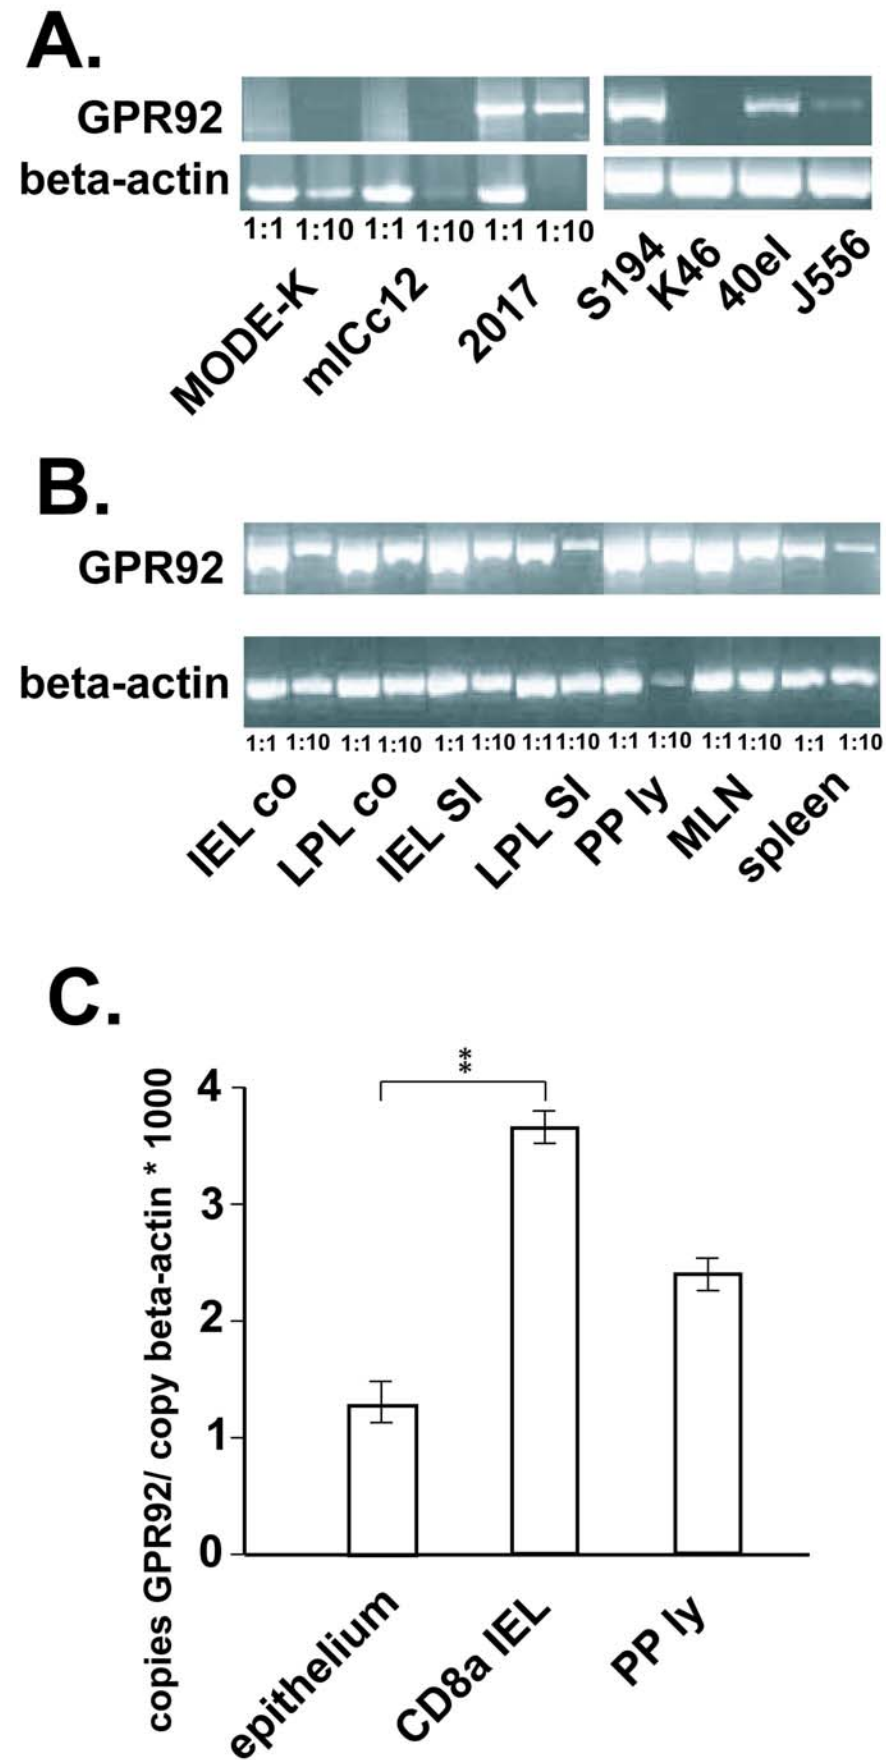 A.
GPR92
beta-actin
1:1 1:10 1:1 1:10 1:1 1:10
MODE-K mICc12 2017 S194 K46 40el J556
B.
GPR92
beta-actin
1:1 1:10 1:1 1:10 1:1 1:10 1:1 1:10 1:1 1:10 1:1 1:10 1:1 1:10
IEL co LPL co IEL SI LPL SI PP ly MLN spleen
C.
copies GPR92/ copy beta-actin * 1000
**
4
3
2
1
0
epithelium CD8a IEL PP ly